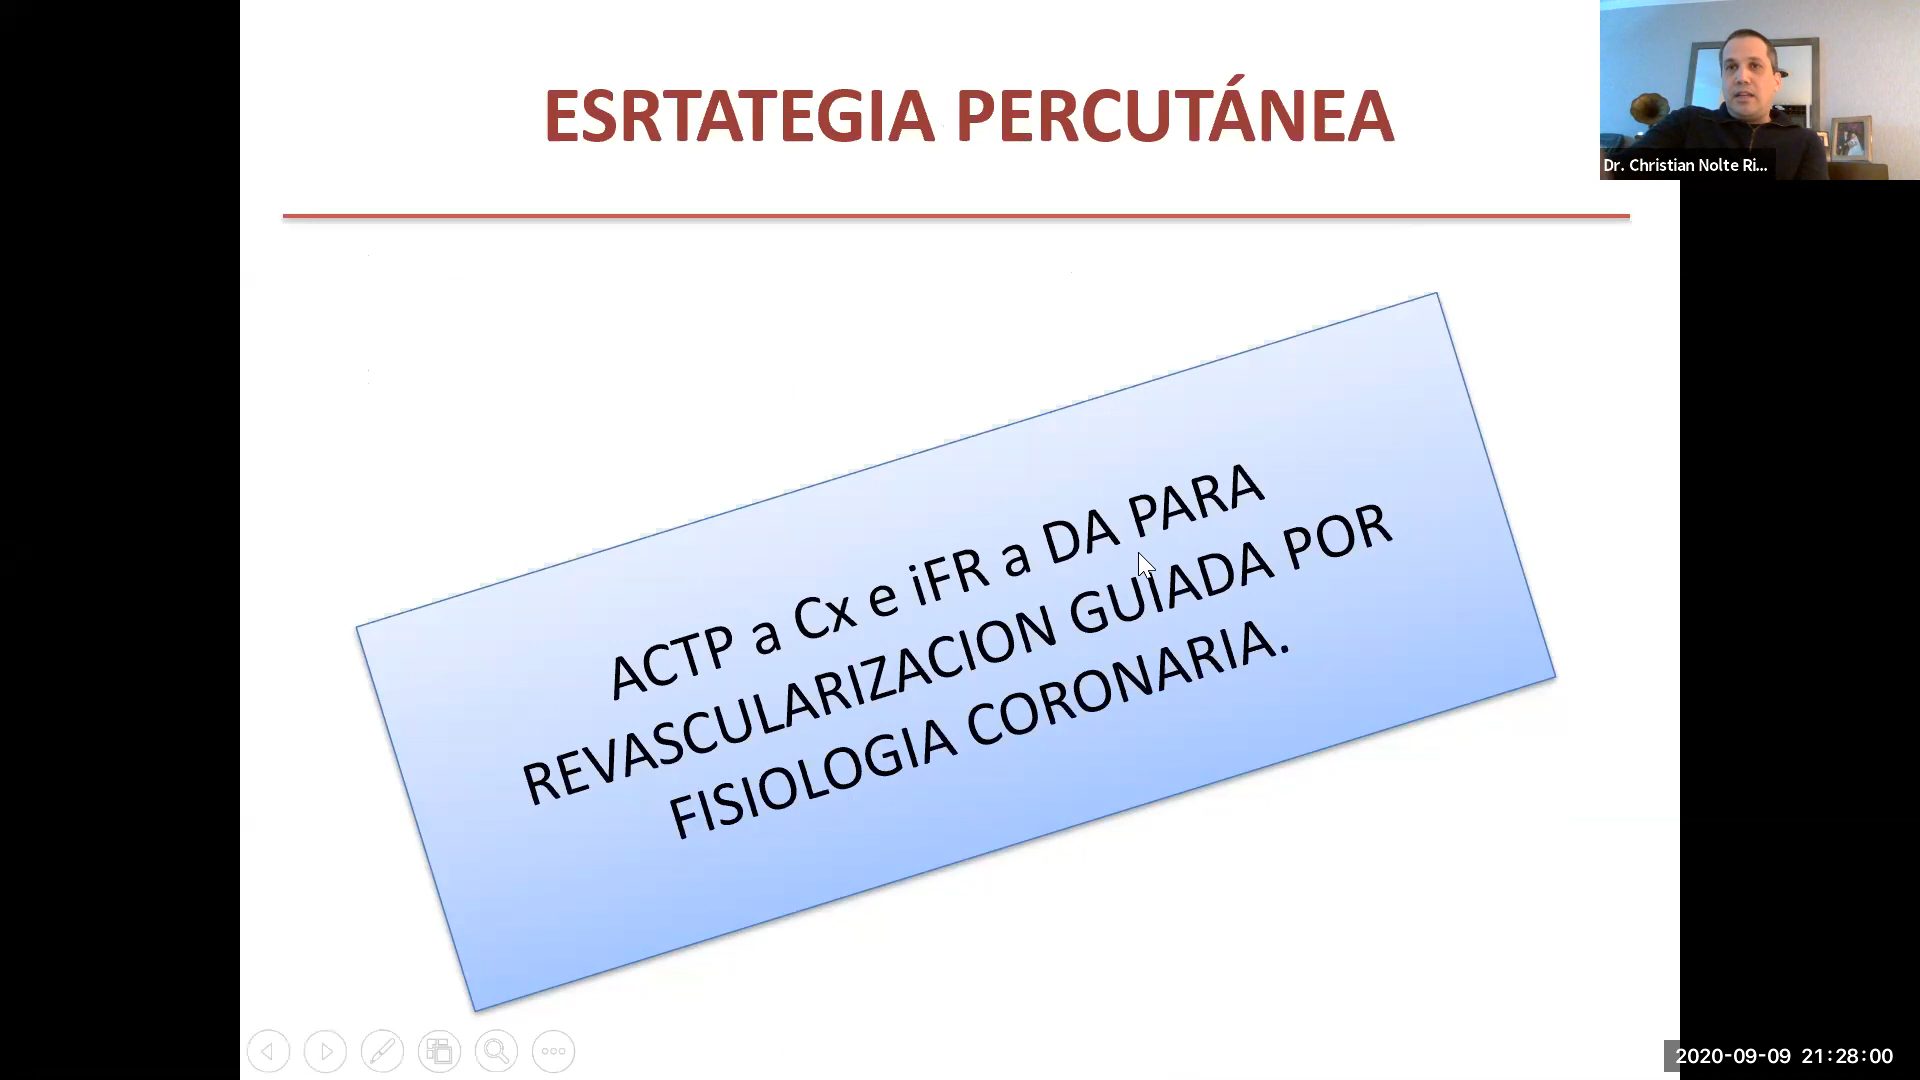 ESRTATEGIA PERCUTÁNEA
Dr. Christian Nolte Ri...
ACTP a Cx e iFR a DA PARA
REVASCULARIZACION GUIADA POR
FISIOLOGIA CORONARIA.
2020-09-09 21:28:00